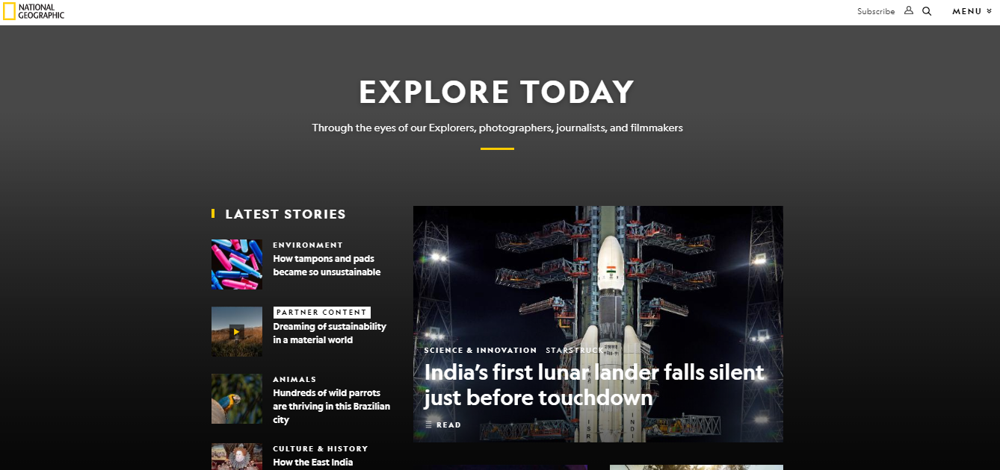 NATIONAL
GEOGRAPHIC
Subscribe
MENU
EXPLORE TODAY
Through the eyes of our Explorers, photographers, journalists, and filmmakers
LATEST STORIES
ENVIRONMENT
How tampons and pads
became so unsustainable
PARTNER CONTENT
Dreaming of sustainability
in a material world
ANIMALS
Hundreds of wild parrots
are thriving in this Brazilian
city
CULTURE & HISTORY
How the East India
SCIENCE & INNOVATION STARSTRUCK
India's first lunar lander falls silent
just before touchdown
READ
ISR
INDI